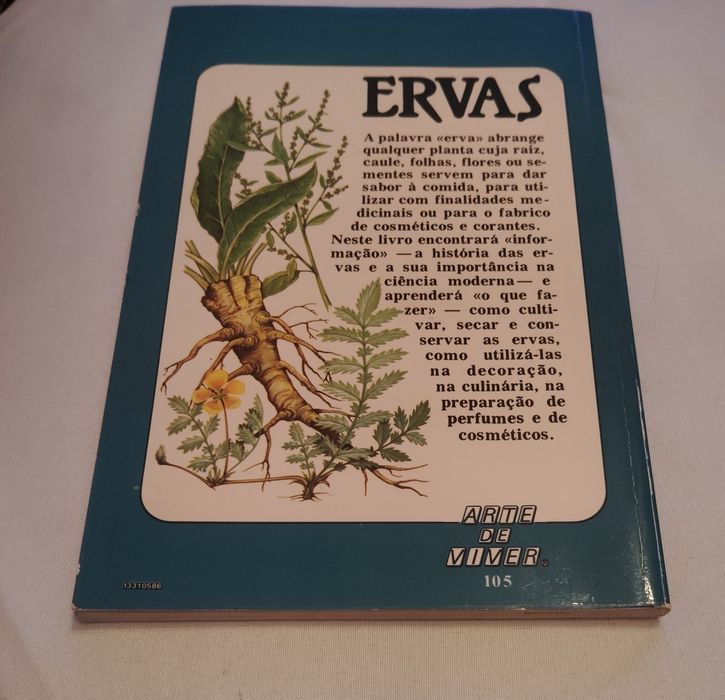 ERVAS
A palavra «erva» abrange
qualquer planta cuja raiz,
caule, folhas, flores ou se-
mentes servem para dar
sabor à comida, para uti-
lizar com finalidades me-
dicinais ou para o fabrico
de cosméticos e corantes.
Neste livro encontrará «infor-
mação» — a história das er-
vas e a sua importância na
ciência moderna — e
aprenderá «o que fa-
zer» — como culti-
var, secar e con-
servar as ervas,
como utilizá-las
na decoração,
na culinária, na
preparação de
perfumes e de
cosméticos.
ARTE
DE
VIVER®
105
13310586